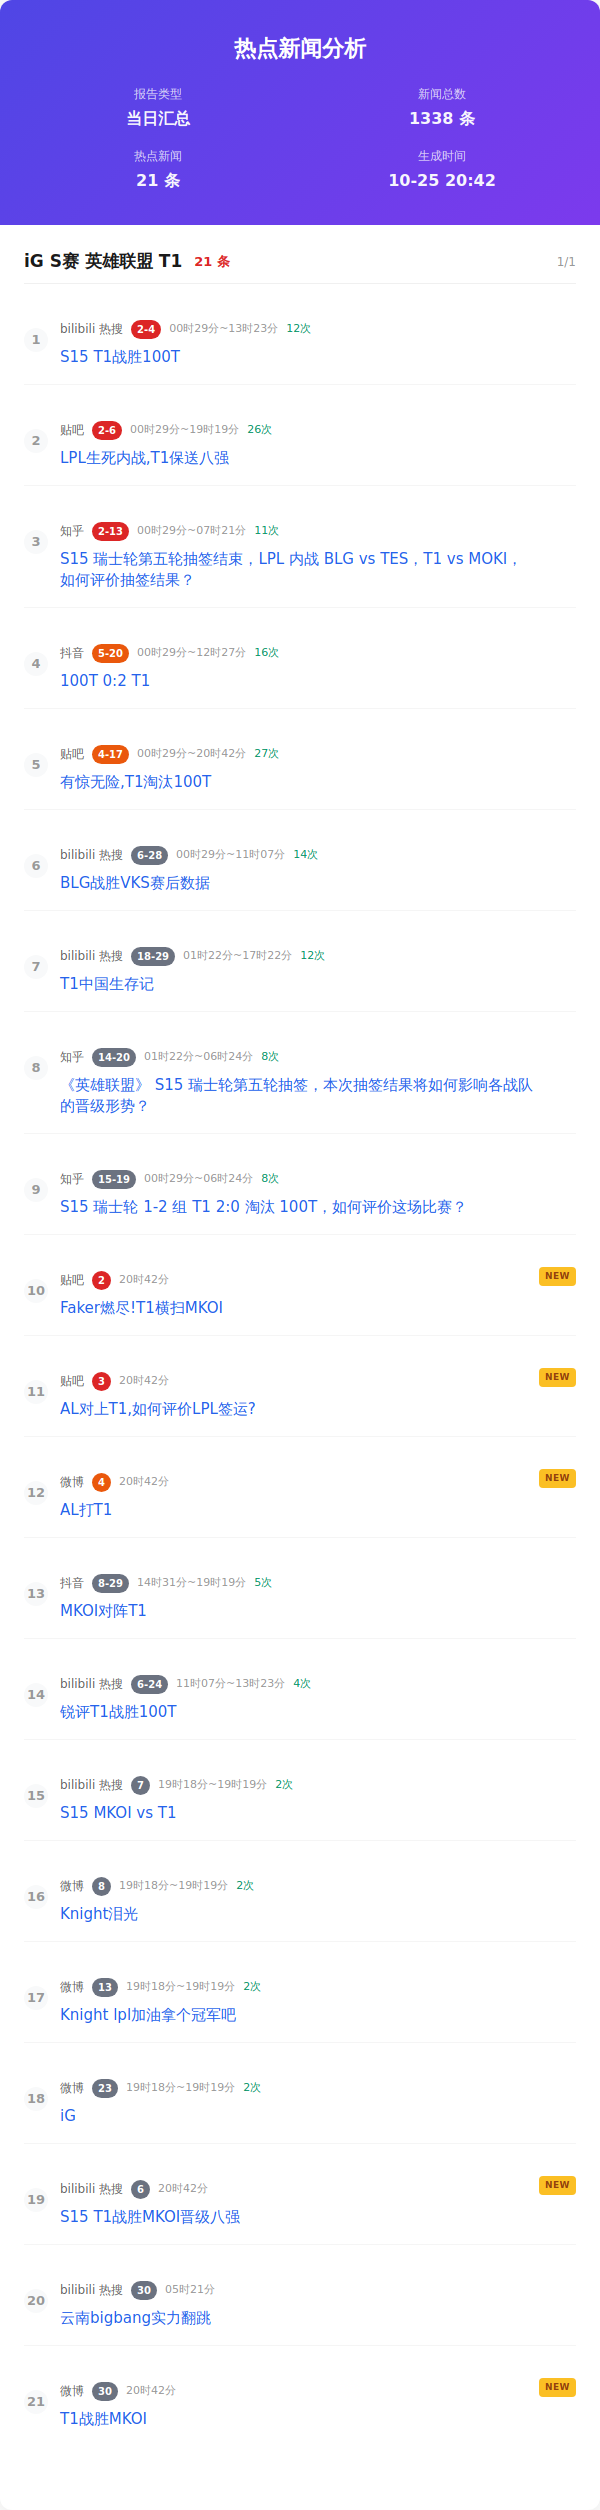 热点新闻分析
报告类型
当日汇总
新闻总数
1338 条
热点新闻
21 条
生成时间
10-25 20:42
iG S赛 英雄联盟 T1 21 条 1/1
1 bilibili 热搜 2-4 00时29分~13时23分 12次
S15 T1战胜100T
2 贴吧 2-6 00时29分~19时19分 26次
LPL生死内战,T1保送八强
3 知乎 2-13 00时29分~07时21分 11次
S15 瑞士轮第五轮抽签结束，LPL 内战 BLG vs TES，T1 vs MOKI，
如何评价抽签结果？
4 抖音 5-20 00时29分~12时27分 16次
100T 0:2 T1
5 贴吧 4-17 00时29分~20时42分 27次
有惊无险,T1淘汰100T
6 bilibili 热搜 6-28 00时29分~11时07分 14次
BLG战胜VKS赛后数据
7 bilibili 热搜 18-29 01时22分~17时22分 12次
T1中国生存记
8 知乎 14-20 01时22分~06时24分 8次
《英雄联盟》 S15 瑞士轮第五轮抽签，本次抽签结果将如何影响各战队
的晋级形势？
9 知乎 15-19 00时29分~06时24分 8次
S15 瑞士轮 1-2 组 T1 2:0 淘汰 100T，如何评价这场比赛？
10 贴吧 2 20时42分 NEW
Faker燃尽!T1横扫MKOI
11 贴吧 3 20时42分 NEW
AL对上T1,如何评价LPL签运?
12 微博 4 20时42分 NEW
AL打T1
13 抖音 8-29 14时31分~19时19分 5次
MKOI对阵T1
14 bilibili 热搜 6-24 11时07分~13时23分 4次
锐评T1战胜100T
15 bilibili 热搜 7 19时18分~19时19分 2次
S15 MKOI vs T1
16 微博 8 19时18分~19时19分 2次
Knight泪光
17 微博 13 19时18分~19时19分 2次
Knight lpl加油拿个冠军吧
18 微博 23 19时18分~19时19分 2次
iG
19 bilibili 热搜 6 20时42分 NEW
S15 T1战胜MKOI晋级八强
20 bilibili 热搜 30 05时21分
云南bigbang实力翻跳
21 微博 30 20时42分 NEW
T1战胜MKOI